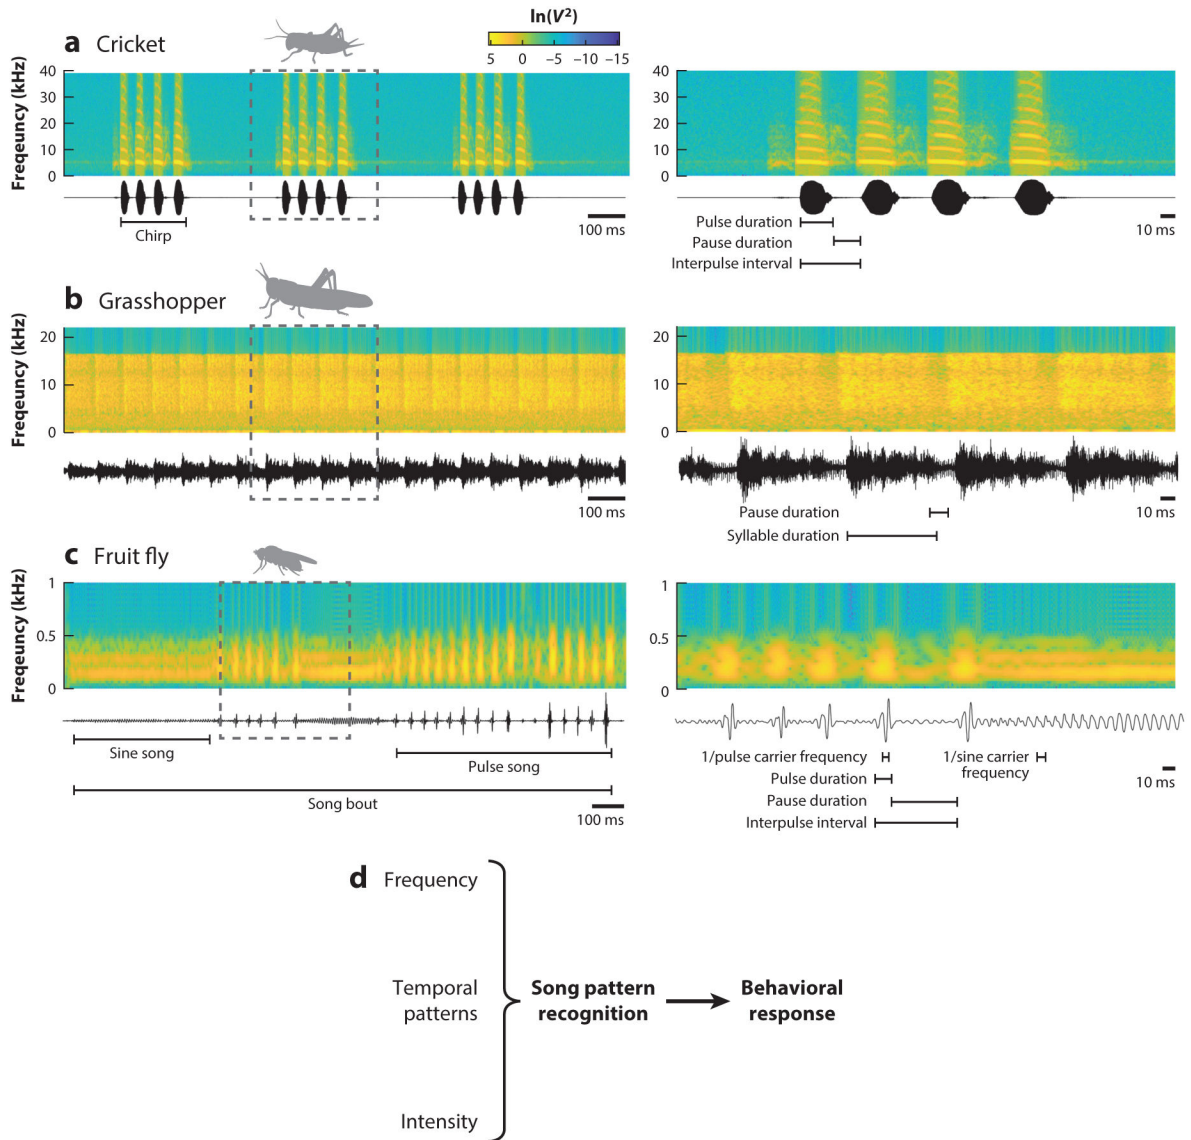 ln(V²)
5 0 –5 –10 –15
a Cricket
Freqeuncy (kHz)
40
30
20
10
0
Chirp
100 ms
40
30
20
10
0
Pulse duration
Pause duration
Interpulse interval
10 ms
b Grasshopper
Freqeuncy (kHz)
20
10
0
100 ms
20
10
0
Pause duration
Syllable duration
10 ms
c Fruit fly
Freqeuncy (kHz)
1
0.5
0
Sine song
Pulse song
Song bout
100 ms
1
0.5
0
1/pulse carrier frequency
Pulse duration
Pause duration
Interpulse interval
1/sine carrier
frequency
10 ms
d Frequency
Temporal
patterns
Intensity
Song pattern
recognition
Behavioral
response